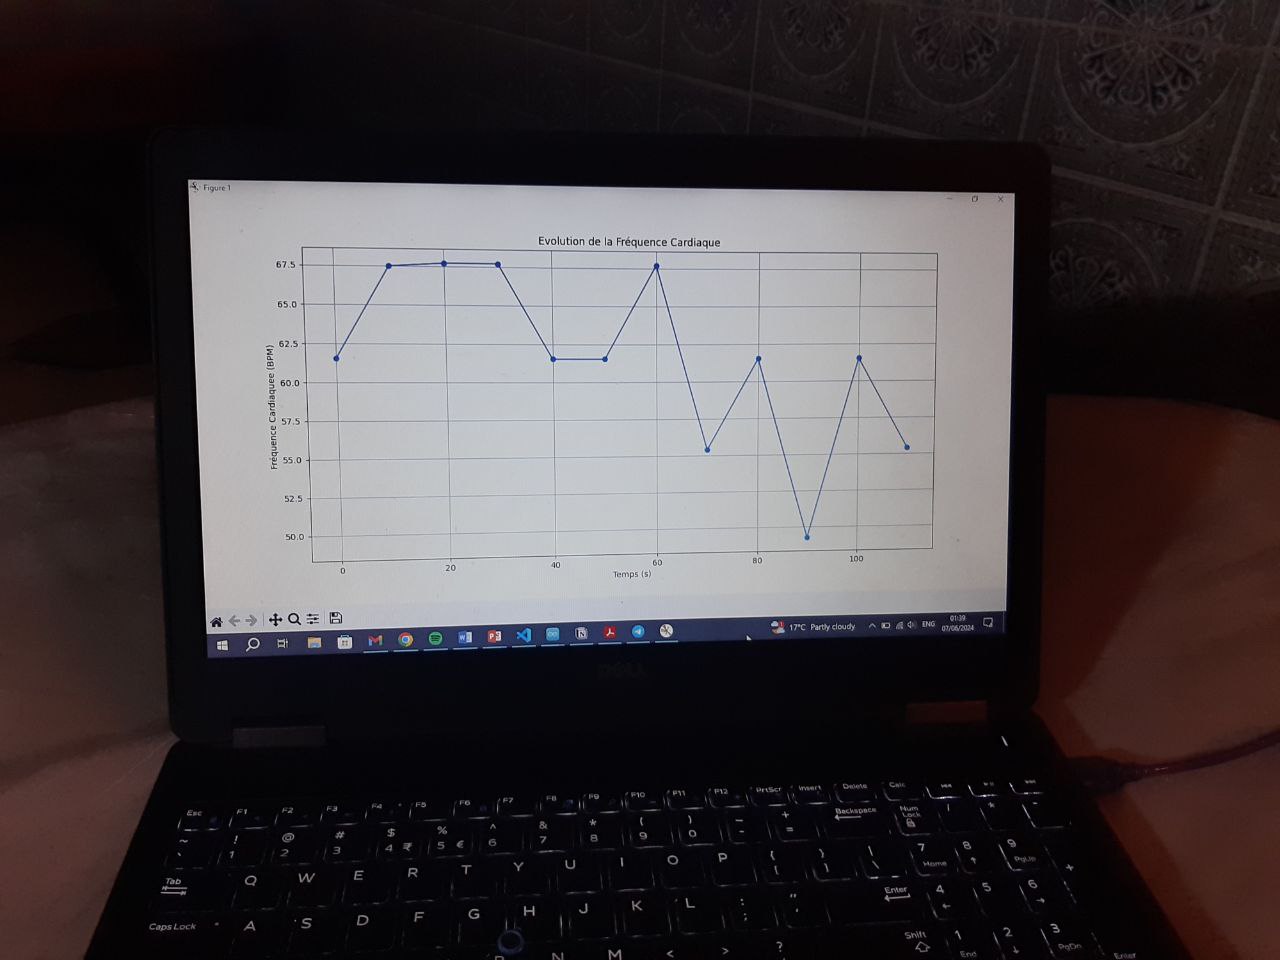 Figure 1
Evolution de la Fréquence Cardiaque
67.5
65.0
62.5
60.0
57.5
55.0
52.5
50.0
Fréquence Cardiaquee (BPM)
0 20 40 60 80 100
Temps (s)
17°C Partly cloudy
ENG
01:39
07/06/2024
DELL
Esc F1 F2 F3 F4 F5 F6 F7 F8 F9 F10 F11 F12 PrtScr Insert Delete Calc
~ ! @ # $ % ^ & * ( ) _ + Backspace Num Lock * -
` 1 2 3 4 ₹ 5 € 6 7 8 9 0 - =
Tab Q W E R T Y U I O P { } | 7 Home 8 9 PgUp +
[ ] \
Caps Lock A S D F G H J K L : " Enter 4 5 6
; '
N M < > ? Shift 1 End 2 3 PgDn Enter